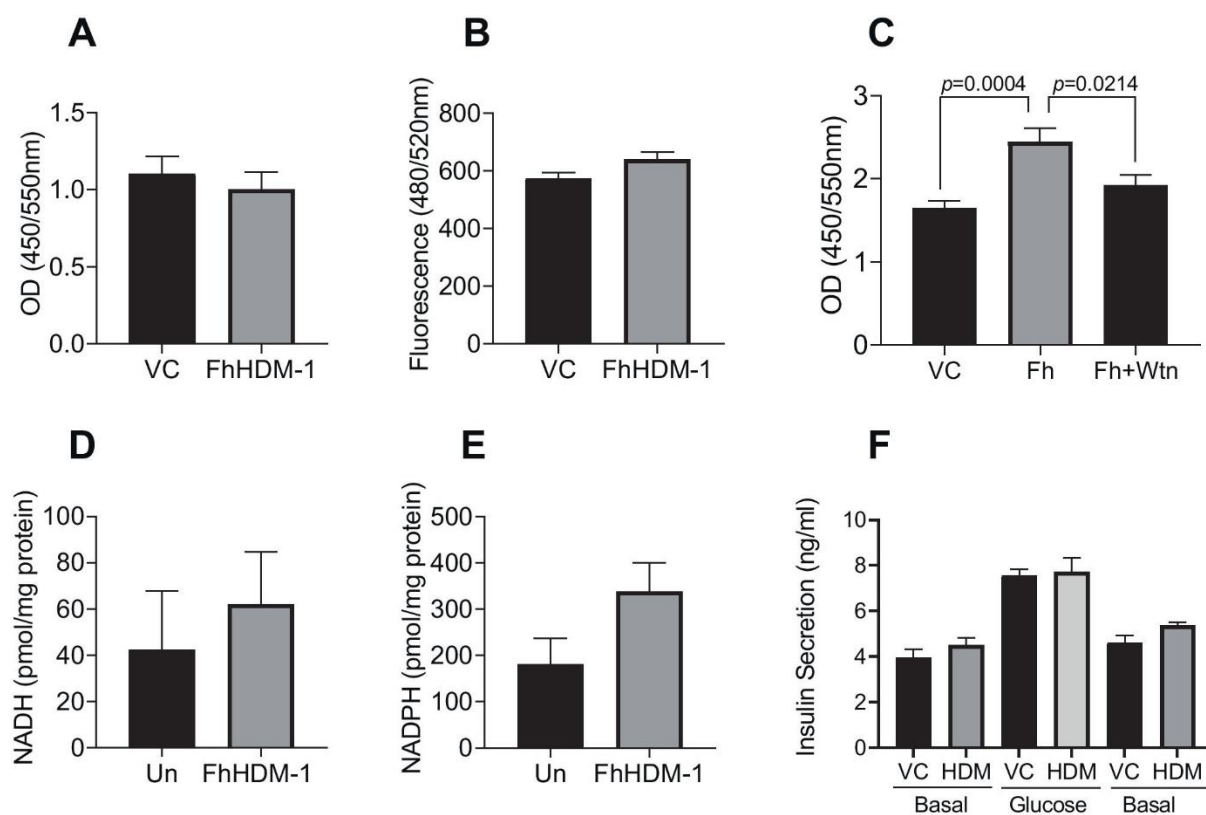 A
OD (450/550nm)
1.5
1.0
0.5
0.0
VC FhHDM-1
B
Fluorescence (480/520nm)
800
600
400
200
0
VC FhHDM-1
C
p=0.0004 p=0.0214
OD (450/550nm)
3
2
1
0
VC Fh Fh+Wtn
D
NADH (pmol/mg protein)
100
80
60
40
20
0
Un FhHDM-1
E
NADPH (pmol/mg protein)
500
400
300
200
100
0
Un FhHDM-1
F
Insulin Secretion (ng/ml)
10
8
6
4
2
0
VC HDM VC HDM VC HDM
Basal Glucose Basal